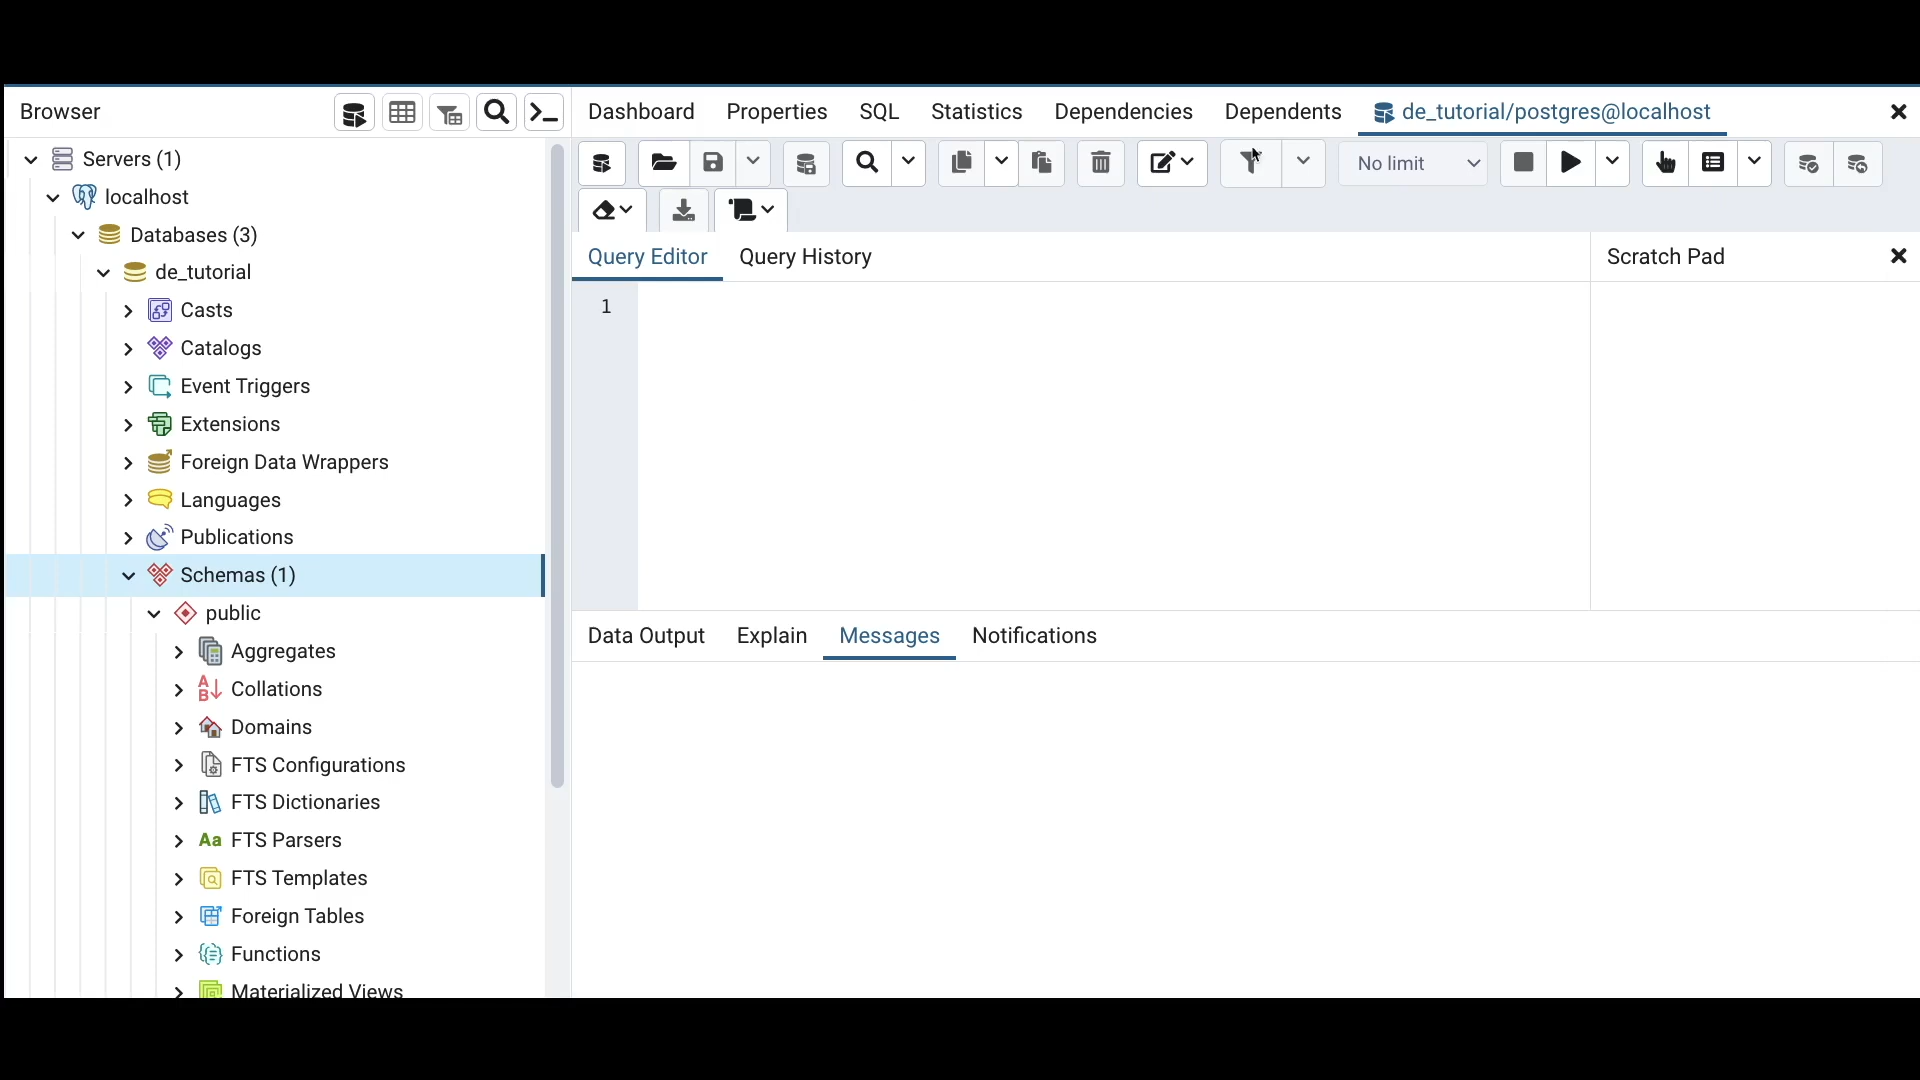 Browser
Dashboard
Properties
SQL
Statistics
Dependencies
Dependents
de_tutorial/postgres@localhost
No limit
Servers (1)
localhost
Databases (3)
de_tutorial
Casts
Catalogs
Event Triggers
Extensions
Foreign Data Wrappers
Languages
Publications
Schemas (1)
public
Aggregates
Collations
Domains
FTS Configurations
FTS Dictionaries
Aa FTS Parsers
FTS Templates
Foreign Tables
Functions
Materialized Views
Query Editor
Query History
Scratch Pad
1
Data Output
Explain
Messages
Notifications